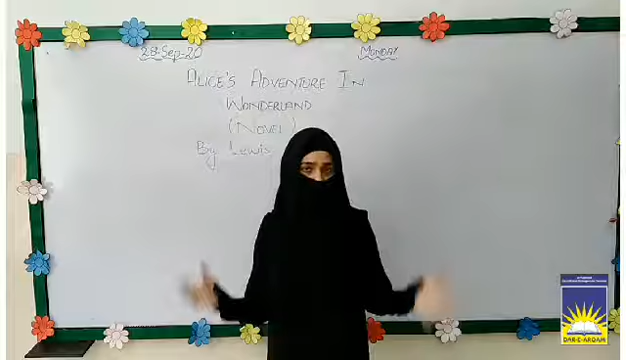 28-Sep-20 Monday
Alice's Adventure In
Wonderland
(Novel)
By Lewis
DAR-E-ARQAM